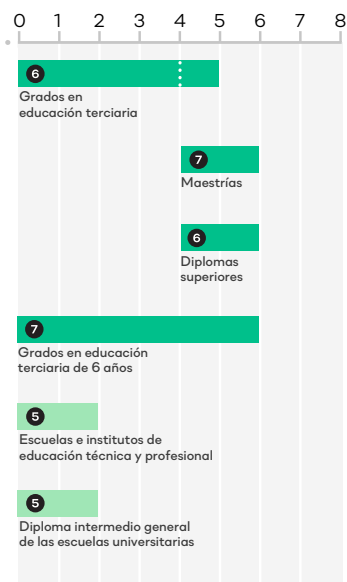 0 1 2 3 4 5 6 7 8
6
Grados en
educación terciaria
7
Maestrías
6
Diplomas
superiores
7
Grados en educación
terciaria de 6 años
5
Escuelas e institutos de
educación técnica y profesional
5
Diploma intermedio general
de las escuelas universitarias